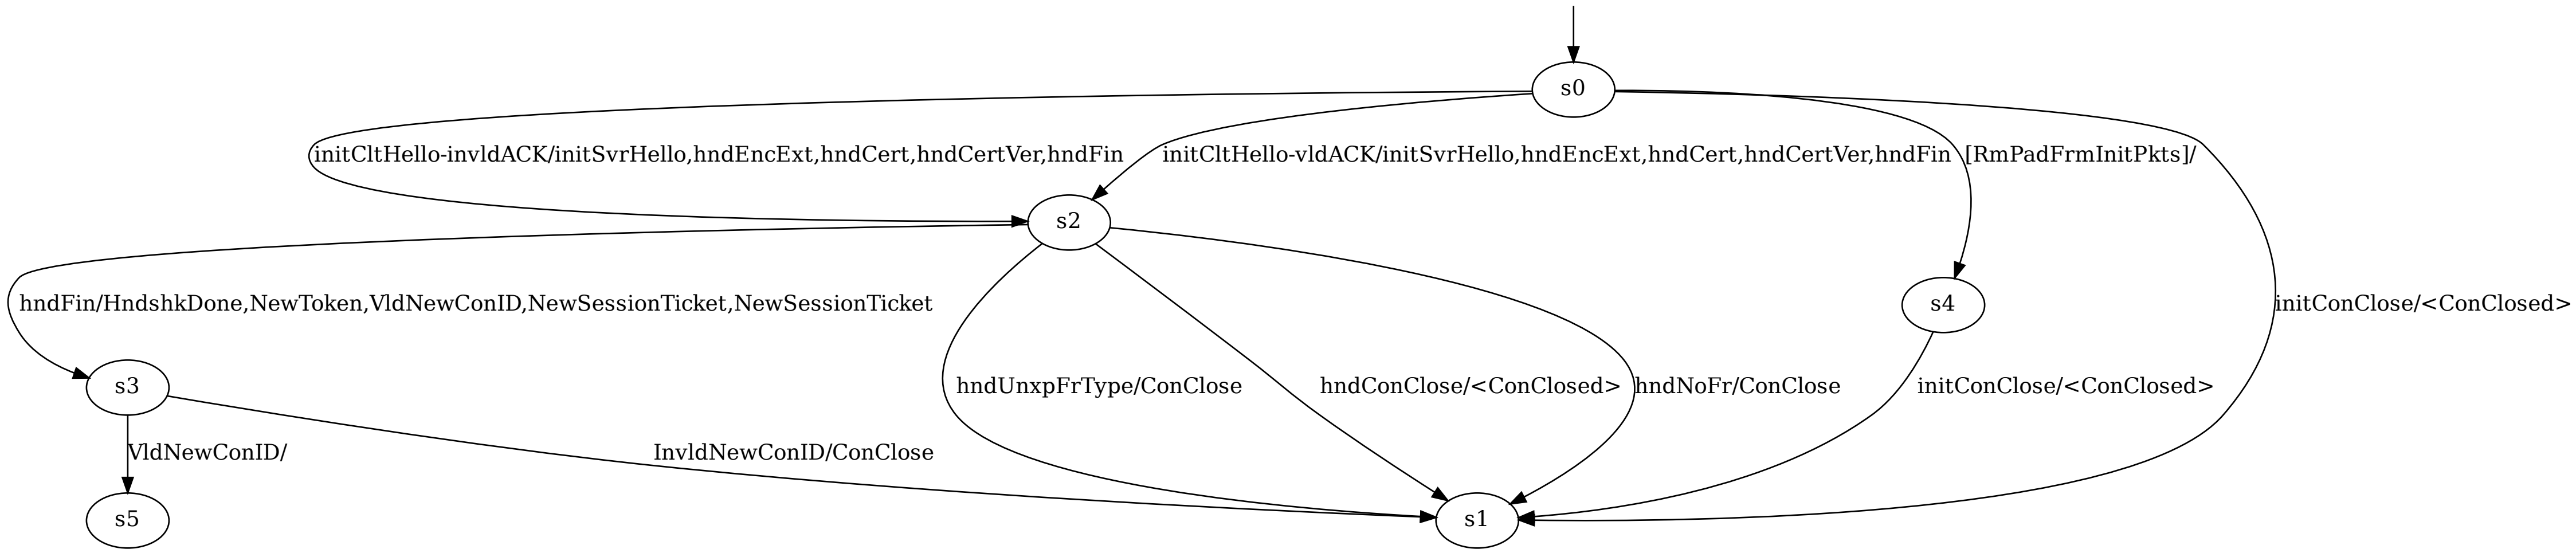 s0
initCltHello-invldACK/initSvrHello,hndEncExt,hndCert,hndCertVer,hndFin
initCltHello-vldACK/initSvrHello,hndEncExt,hndCert,hndCertVer,hndFin
[RmPadFrmInitPkts]/
s2
hndFin/HndshkDone,NewToken,VldNewConID,NewSessionTicket,NewSessionTicket
s4
initConClose/<ConClosed>
s3
hndUnxpFrType/ConClose
hndConClose/<ConClosed>
hndNoFr/ConClose
initConClose/<ConClosed>
VldNewConID/
InvldNewConID/ConClose
s5
s1